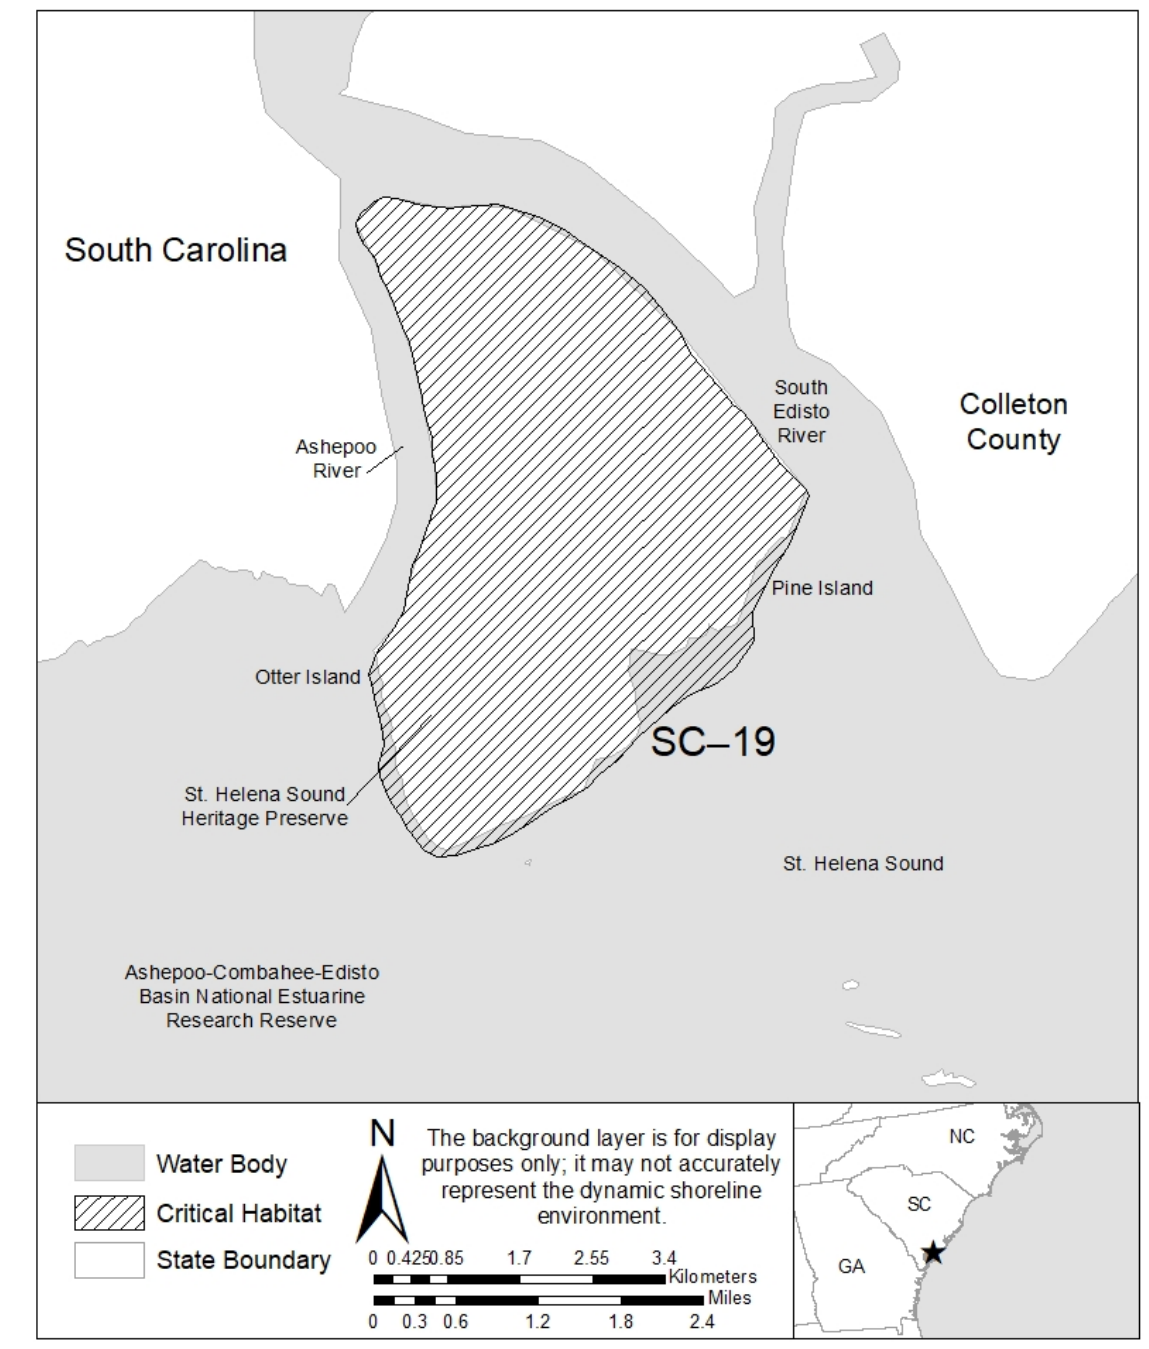 South Carolina
South
Edisto
River
Colleton
County
Ashepoo
River
Pine Island
Otter Island
SC–19
St. Helena Sound
Heritage Preserve
St. Helena Sound
Ashepoo-Combahee-Edisto
Basin National Estuarine
Research Reserve
Water Body
Critical Habitat
State Boundary
N
The background layer is for display
purposes only; it may not accurately
represent the dynamic shoreline
environment.
0 0.425 0.85 1.7 2.55 3.4
Kilometers
Miles
0 0.3 0.6 1.2 1.8 2.4
NC
SC
GA